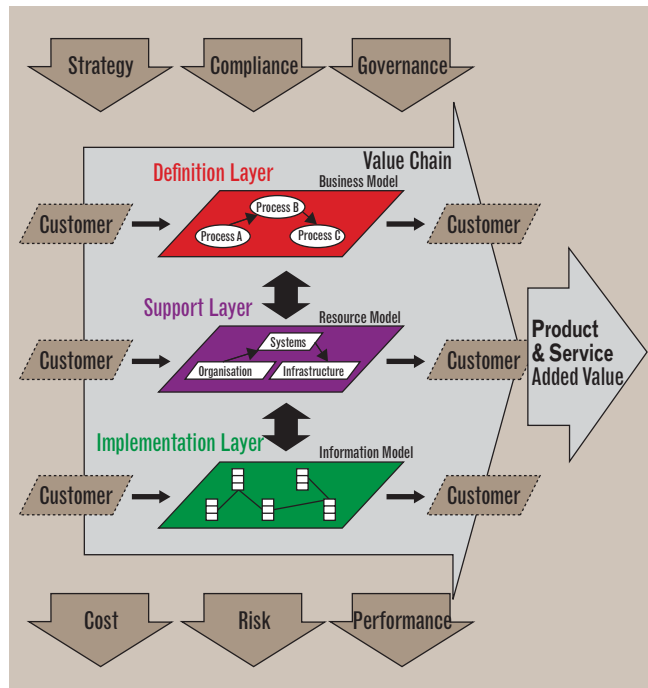 Strategy
Compliance
Governance
Value Chain
Definition Layer
Business Model
Process B
Process A
Process C
Customer
Customer
Support Layer
Resource Model
Systems
Organisation
Infrastructure
Customer
Customer
Product
& Service
Added Value
Implementation Layer
Information Model
Customer
Customer
Cost
Risk
Performance